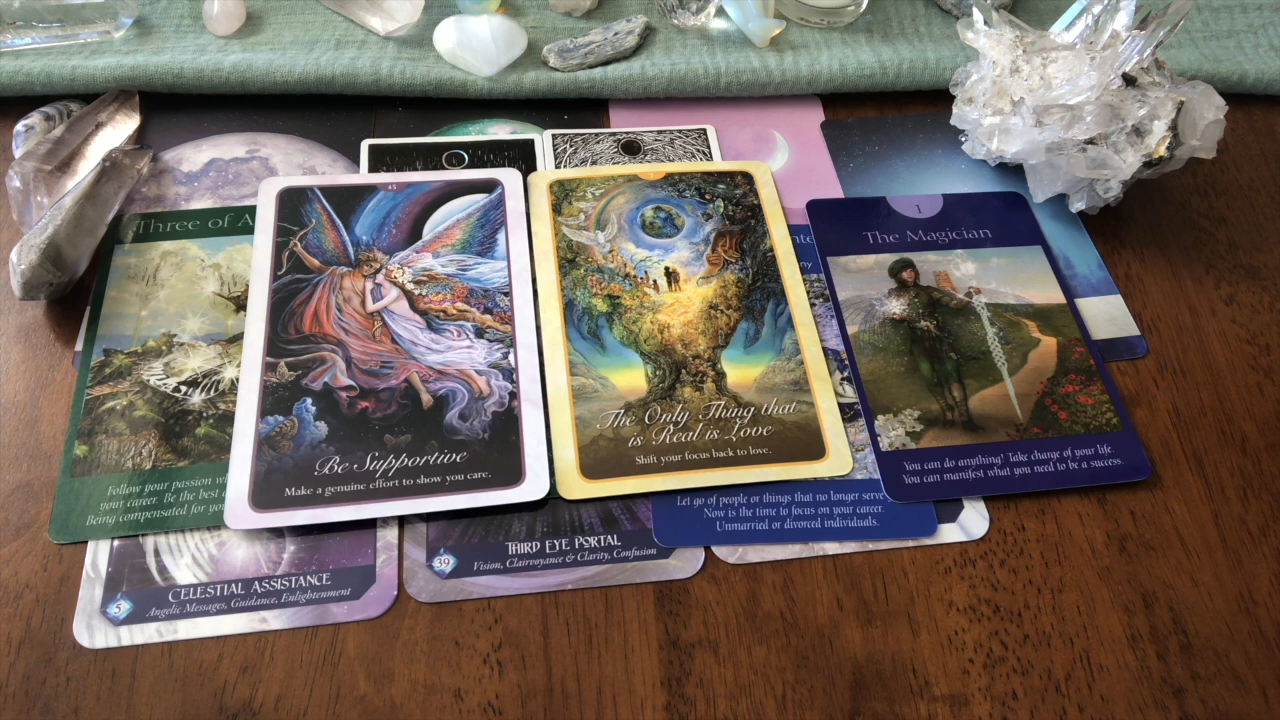 I
The Magician
You can do anything! Take charge of your life.
You can manifest what you need to be a success.
Three of A
Follow your passion wi
your career. Be the best
Being compensated for you
45
Be Supportive
Make a genuine effort to show you care.
The Only Thing that
is Real is Love
Shift your focus back to love.
nte
ny
Let go of people or things that no longer serve
Now is the time to focus on your career.
Unmarried or divorced individuals.
5
CELESTIAL ASSISTANCE
Angelic Messages, Guidance, Enlightenment
39
THIRD EYE PORTAL
Vision, Clairvoyance & Clarity, Confusion